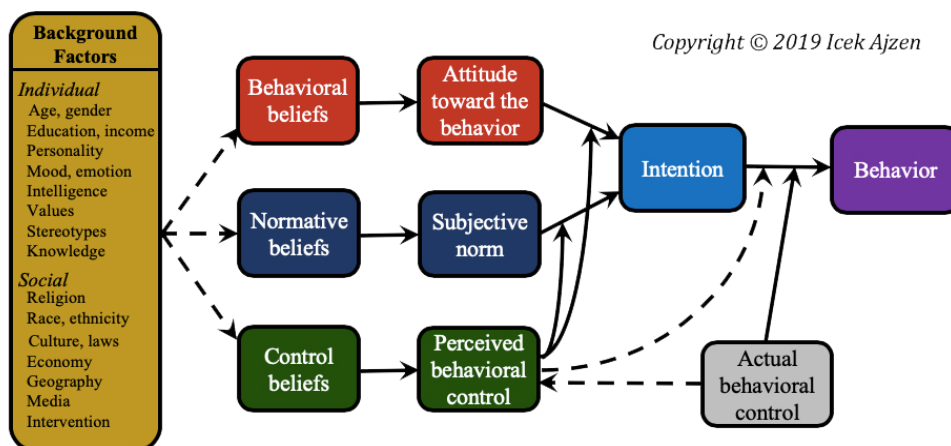 Background
Factors
Individual
Age, gender
Education, income
Personality
Mood, emotion
Intelligence
Values
Stereotypes
Knowledge
Social
Religion
Race, ethnicity
Culture, laws
Economy
Geography
Media
Intervention
Copyright © 2019 Icek Ajzen
Behavioral
beliefs
Attitude
toward the
behavior
Normative
beliefs
Subjective
norm
Control
beliefs
Perceived
behavioral
control
Intention
Behavior
Actual
behavioral
control